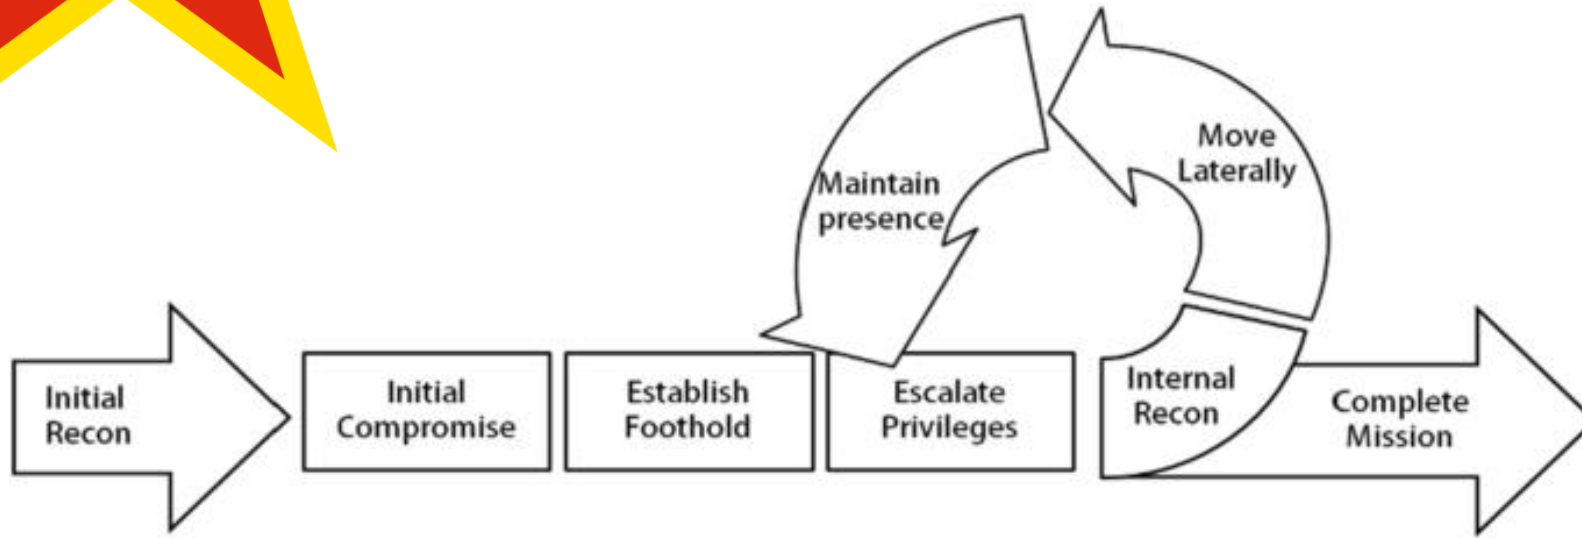 Initial
Recon
Initial
Compromise
Establish
Foothold
Escalate
Privileges
Internal
Recon
Move
Laterally
Maintain
presence
Complete
Mission